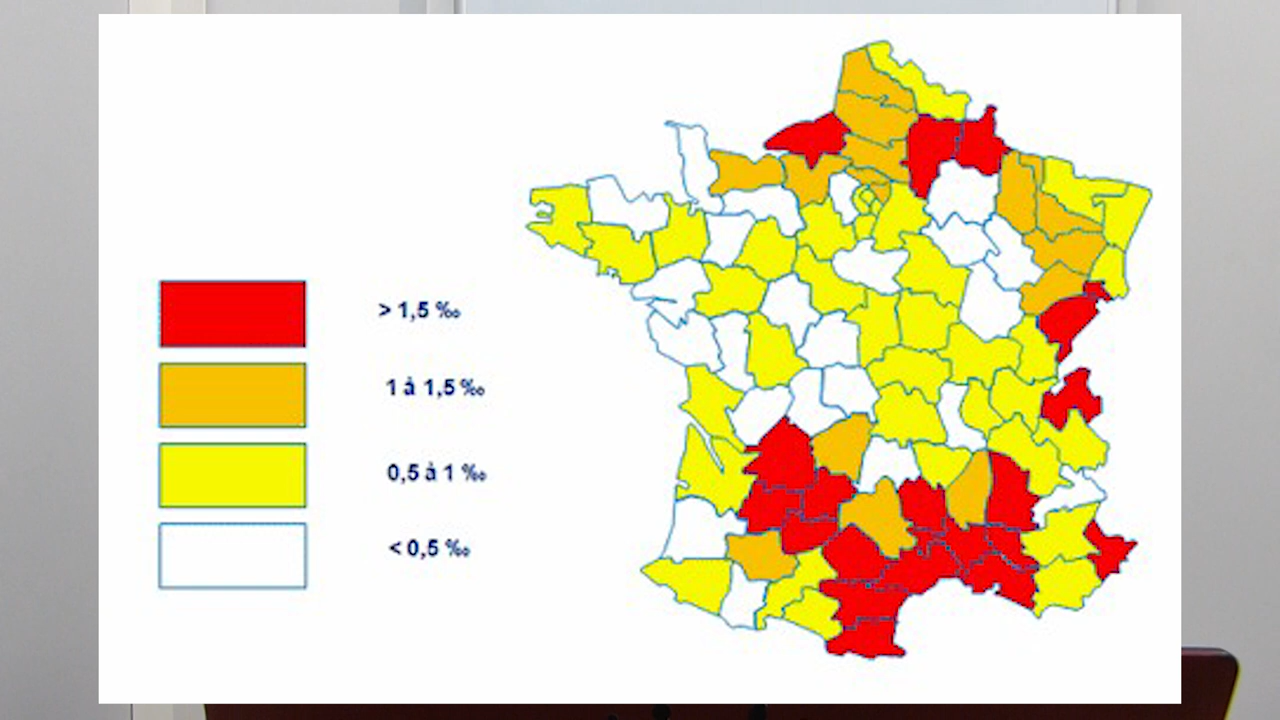 > 1,5 ‰
1 à 1,5 ‰
0,5 à 1 ‰
< 0,5 ‰